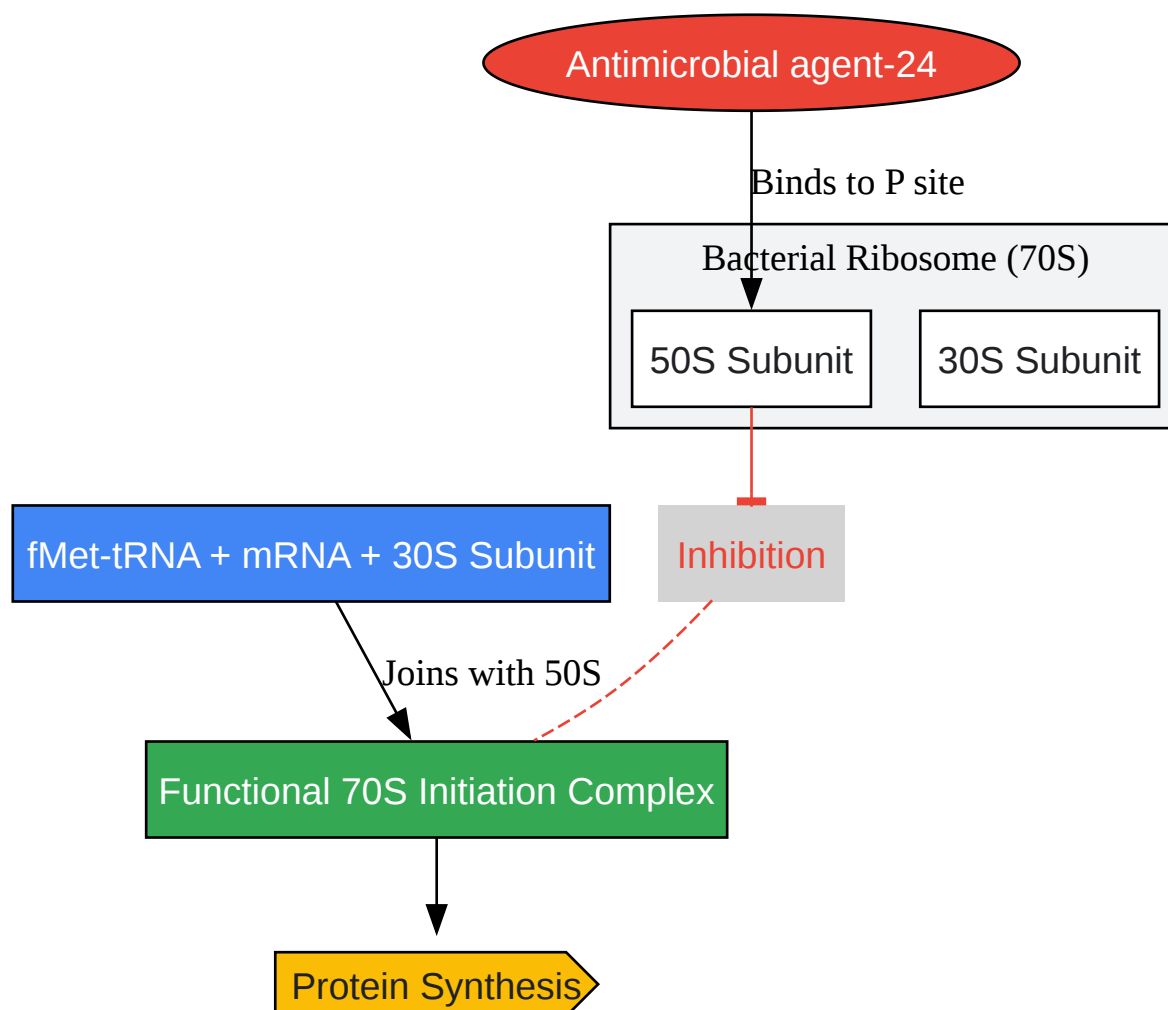 Antimicrobial agent-24
Binds to P site
Bacterial Ribosome (70S)
50S Subunit
30S Subunit
fMet-tRNA + mRNA + 30S Subunit
Inhibition
Joins with 50S
Functional 70S Initiation Complex
Protein Synthesis